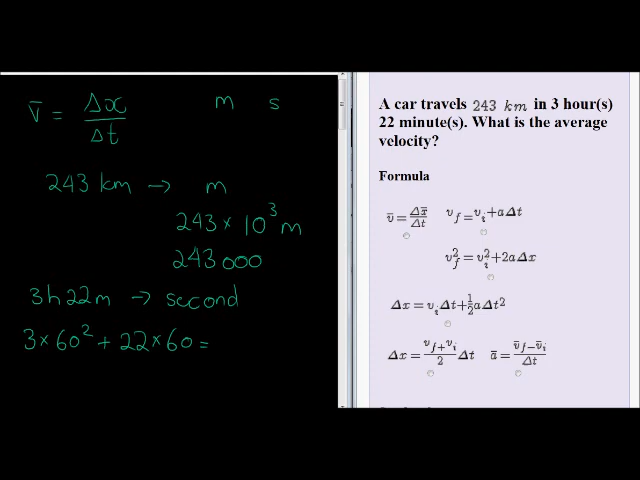 v̄ = Δx/Δt m s
243 km → m
243 × 10³ m
243 000
3h 22m → second
3 × 60² + 22 × 60 =
A car travels 243 km in 3 hour(s)
22 minute(s). What is the average
velocity?
Formula
v̄ = Δx̄/Δt v_f = v_i + aΔt
v_f² = v_i² + 2aΔx
Δx = v_iΔt + ½aΔt²
Δx = (v_f + v_i)/2 Δt ā = (v̄_f − v̄_i)/Δt